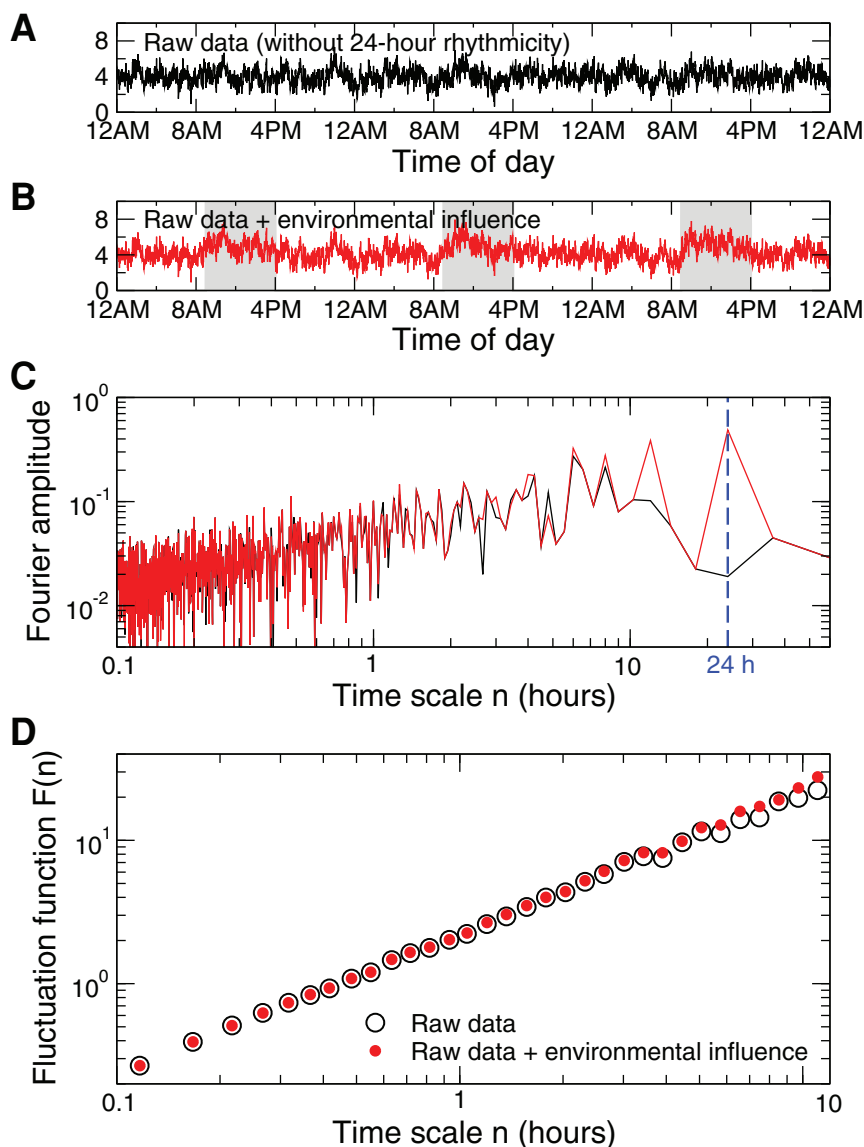 A
Raw data (without 24-hour rhythmicity)
8
4
0
12AM 8AM 4PM 12AM 8AM 4PM 12AM 8AM 4PM 12AM
Time of day
B
Raw data + environmental influence
8
4
0
12AM 8AM 4PM 12AM 8AM 4PM 12AM 8AM 4PM 12AM
Time of day
C
Fourier amplitude
10^0
10^-1
10^-2
0.1 1 10 24 h
Time scale n (hours)
D
Fluctuation function F(n)
10^1
10^0
Raw data
Raw data + environmental influence
0.1 1 10
Time scale n (hours)